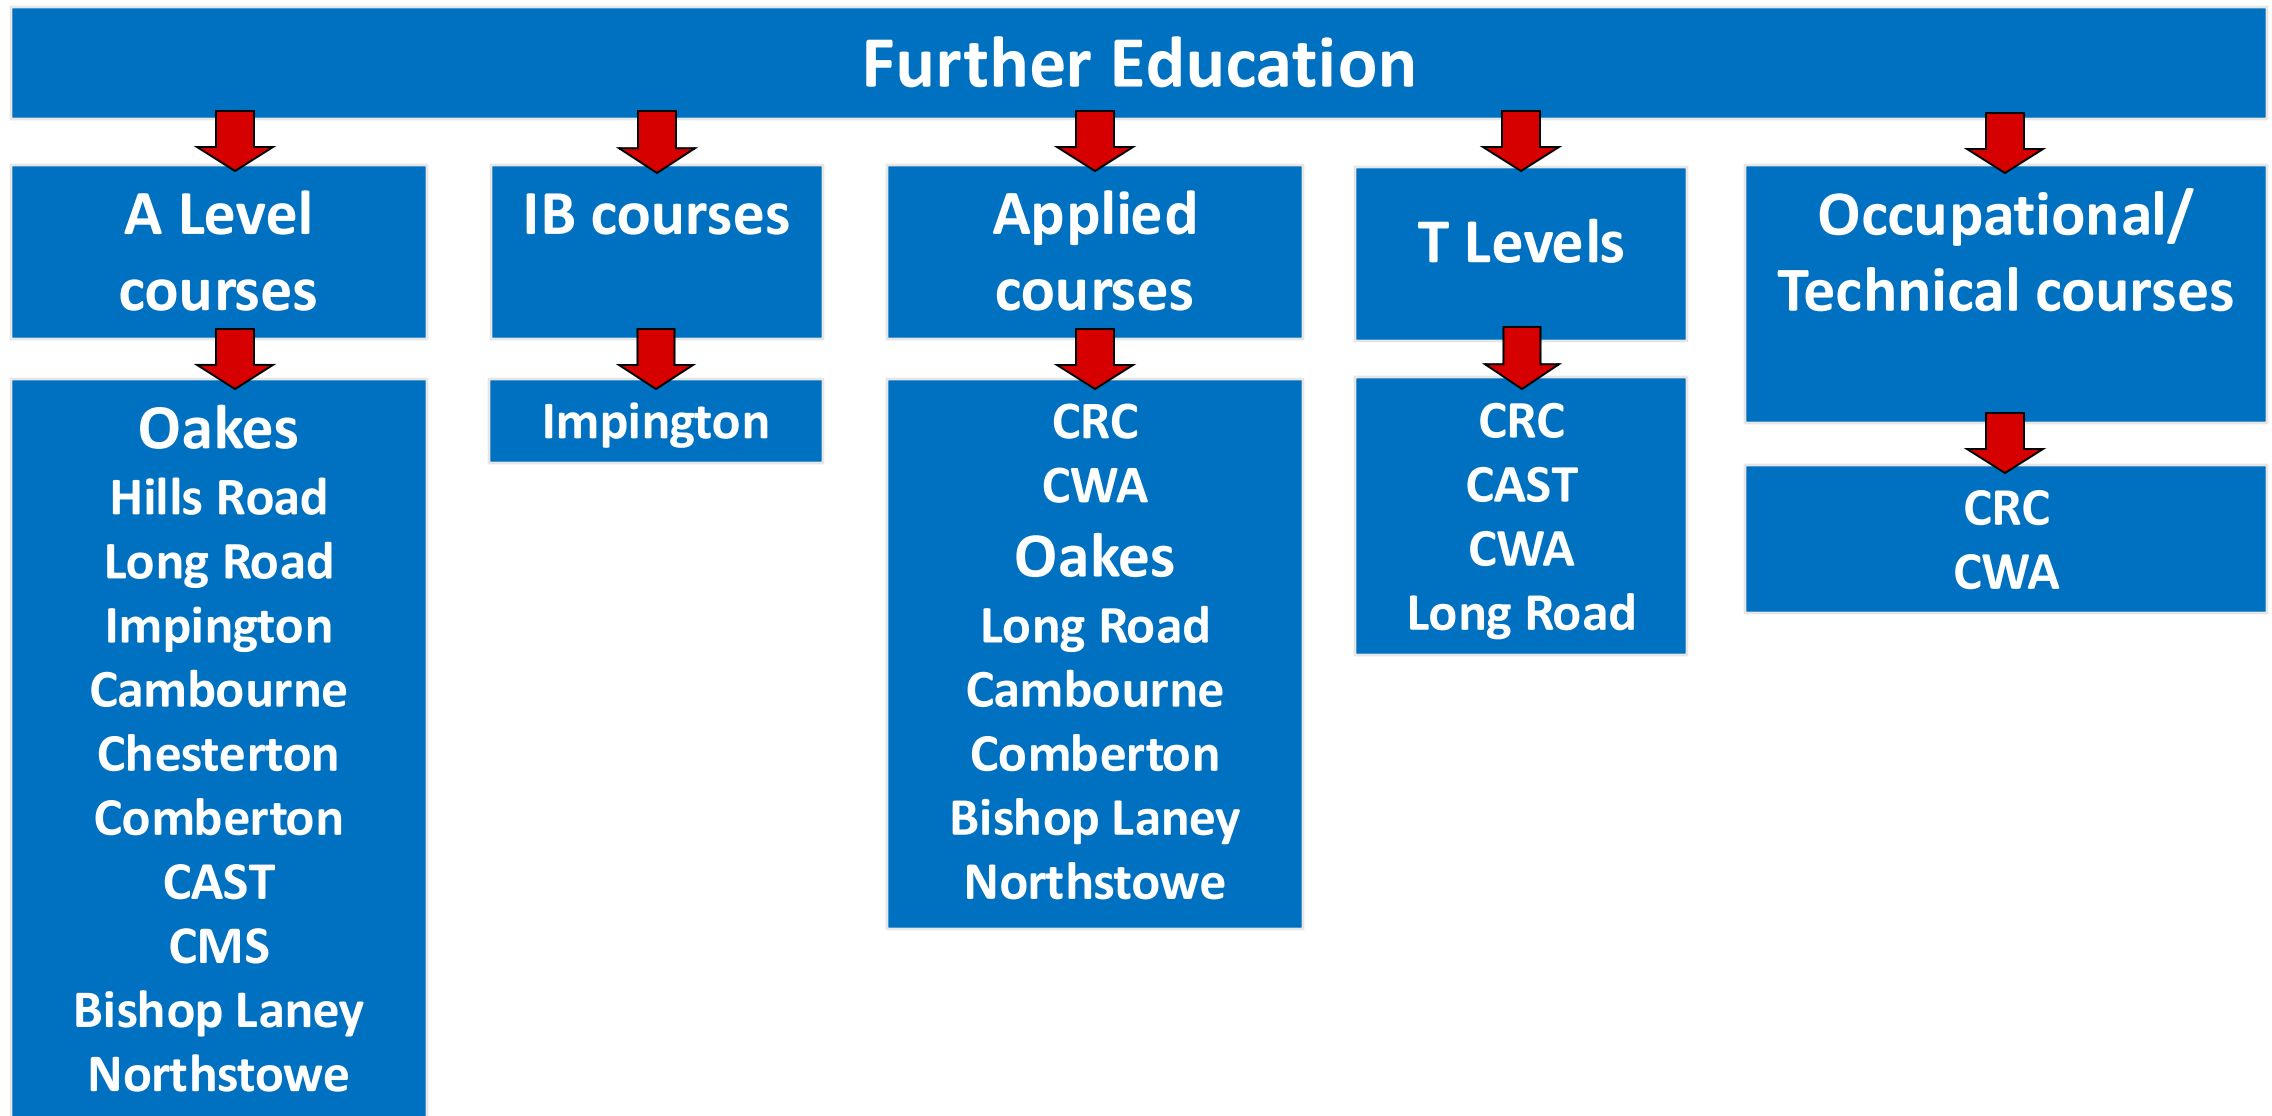 Further Education
A Level
courses
Oakes
Hills Road
Long Road
Impington
Cambourne
Chesterton
Comberton
CAST
CMS
Bishop Laney
Northstowe
IB courses
Impington
Applied
courses
CRC
CWA
Oakes
Long Road
Cambourne
Comberton
Bishop Laney
Northstowe
T Levels
CRC
CAST
CWA
Long Road
Occupational/
Technical courses
CRC
CWA